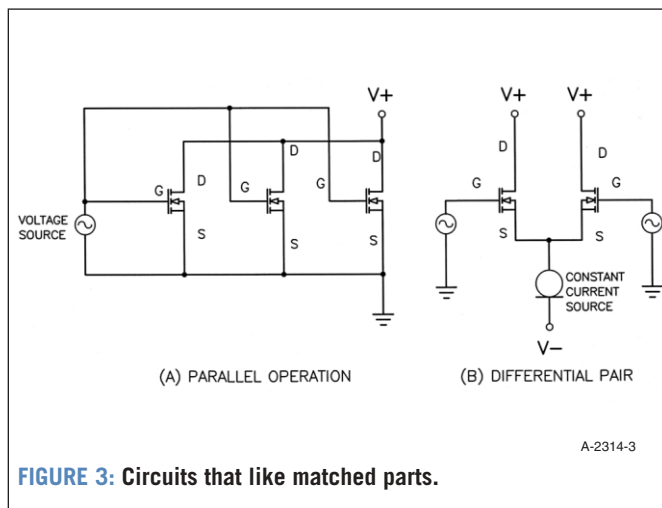 V+
V+
V+
D
D
D
D
D
G
G
G
G
G
VOLTAGE
SOURCE
S
S
S
S
S
CONSTANT
CURRENT
SOURCE
V-
(A) PARALLEL OPERATION
(B) DIFFERENTIAL PAIR
A-2314-3
FIGURE 3: Circuits that like matched parts.